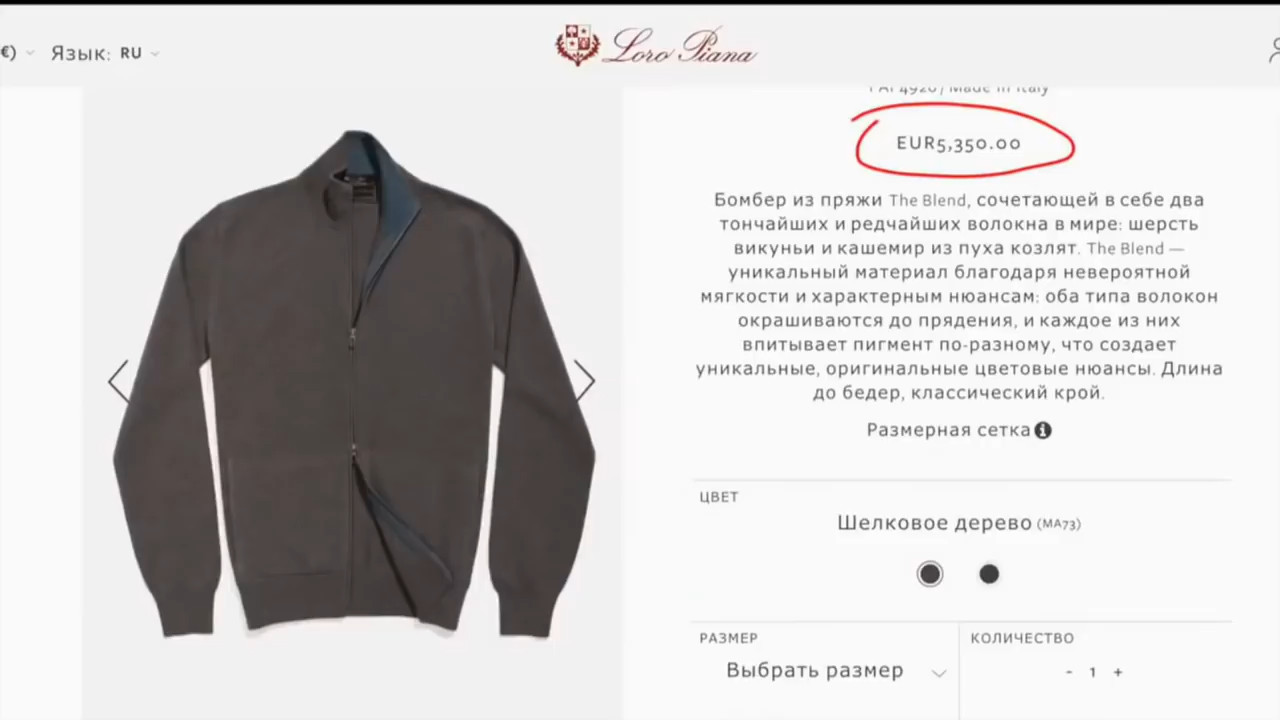 €)
Язык: RU
Loro Piana
Made in Italy
EUR5,350.00
Бомбер из пряжи The Blend, сочетающей в себе два
тончайших и редчайших волокна в мире: шерсть
викуньи и кашемир из пуха козлят. The Blend —
уникальный материал благодаря невероятной
мягкости и характерным нюансам: оба типа волокон
окрашиваются до прядения, и каждое из них
впитывает пигмент по-разному, что создает
уникальные, оригинальные цветовые нюансы. Длина
до бедер, классический крой.
Размерная сетка
ЦВЕТ
Шелковое дерево (MA73)
РАЗМЕР
КОЛИЧЕСТВО
Выбрать размер
- 1 +